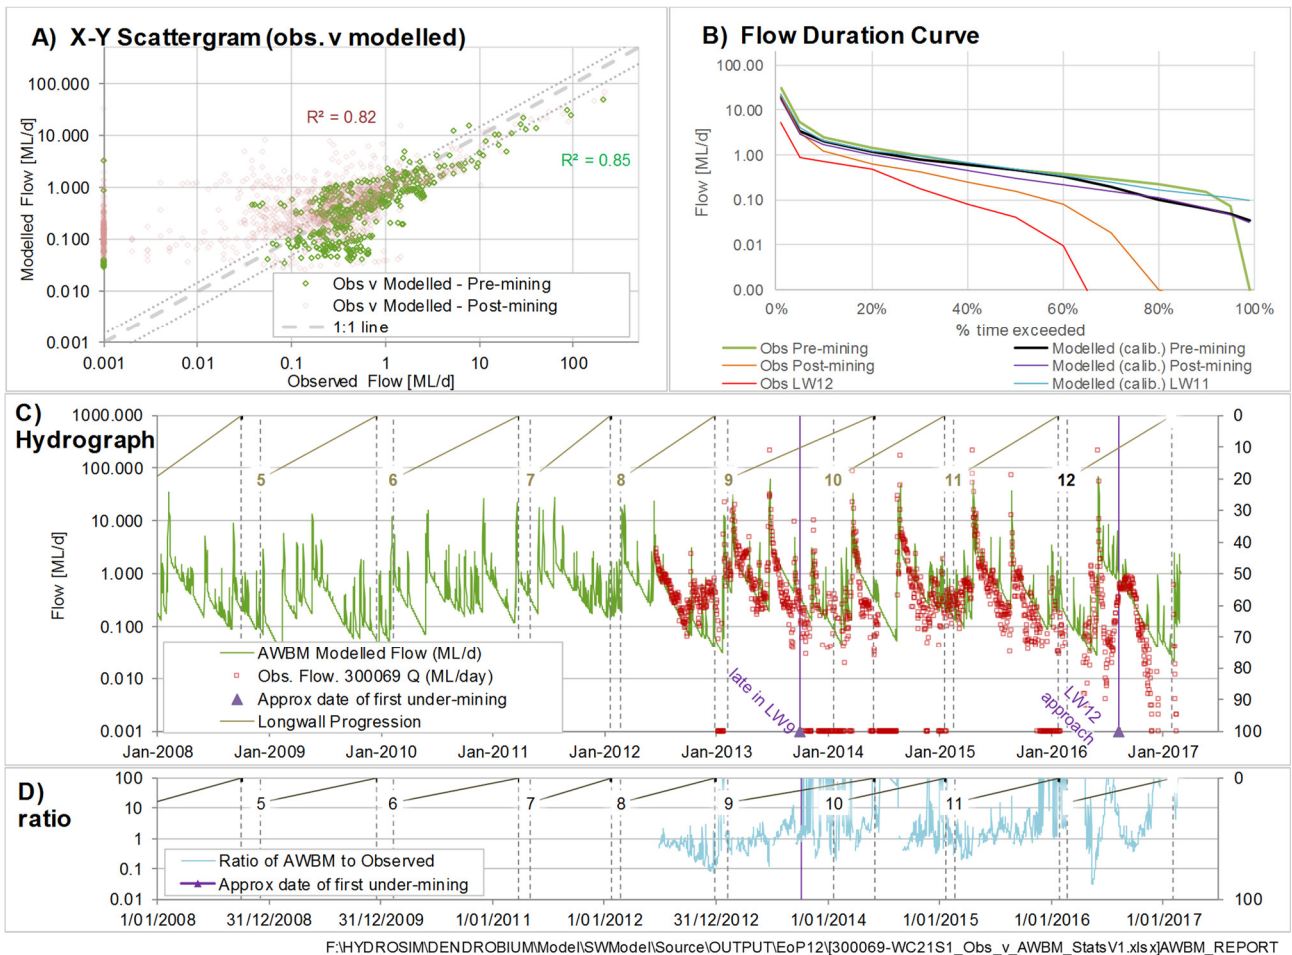 A) X-Y Scattergram (obs. v modelled)
100.000
10.000
1.000
0.100
0.010
0.001
Modelled Flow [ML/d]
R² = 0.82
R² = 0.85
Obs v Modelled - Pre-mining
Obs v Modelled - Post-mining
1:1 line
0.001 0.01 0.1 1 10 100
Observed Flow [ML/d]
B) Flow Duration Curve
100.00
10.00
1.00
0.10
0.01
0.00
Flow [ML/d]
0% 20% 40% 60% 80% 100%
% time exceeded
Obs Pre-mining
Modelled (calib.) Pre-mining
Obs Post-mining
Modelled (calib.) Post-mining
Obs LW12
Modelled (calib.) LW11
C)
Hydrograph
1000.000
100.000
10.000
1.000
0.100
0.010
0.001
Flow [ML/d]
5 6 7 8 9 10 11 12
0
10
20
30
40
50
60
70
80
90
100
AWBM Modelled Flow (ML/d)
Obs. Flow. 300069 Q (ML/day)
Approx date of first under-mining
Longwall Progression
late in LW9
LW12
approach
Jan-2008 Jan-2009 Jan-2010 Jan-2011 Jan-2012 Jan-2013 Jan-2014 Jan-2015 Jan-2016 Jan-2017
D)
ratio
100
10
1
0.1
0.01
5 6 7 8 9 10 11
0
100
Ratio of AWBM to Observed
Approx date of first under-mining
1/01/2008 31/12/2008 31/12/2009 1/01/2011 1/01/2012 31/12/2012 1/01/2014 1/01/2015 1/01/2016 1/01/2017
F:\HYDROSIM\DENDROBIUM\Model\SWModel\Source\OUTPUT\EoP12\[300069-WC21S1_Obs_v_AWBM_StatsV1.xlsx]AWBM_REPORT